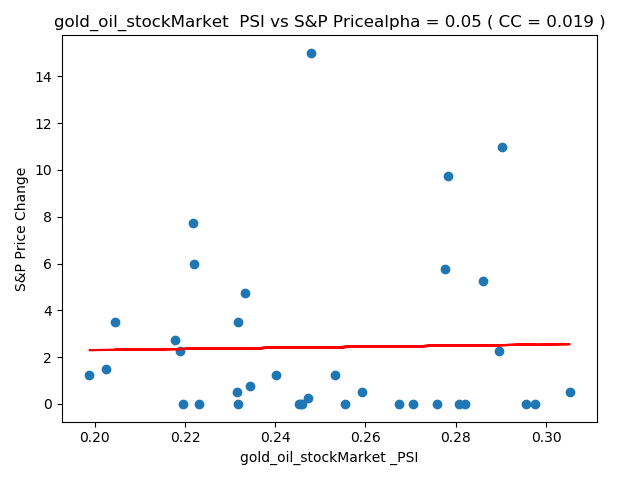 gold_oil_stockMarket  PSI vs S&P Pricealpha = 0.05 ( CC = 0.019 )
14
12
10
8
6
4
2
0
S&P Price Change
0.20 0.22 0.24 0.26 0.28 0.30
gold_oil_stockMarket _PSI